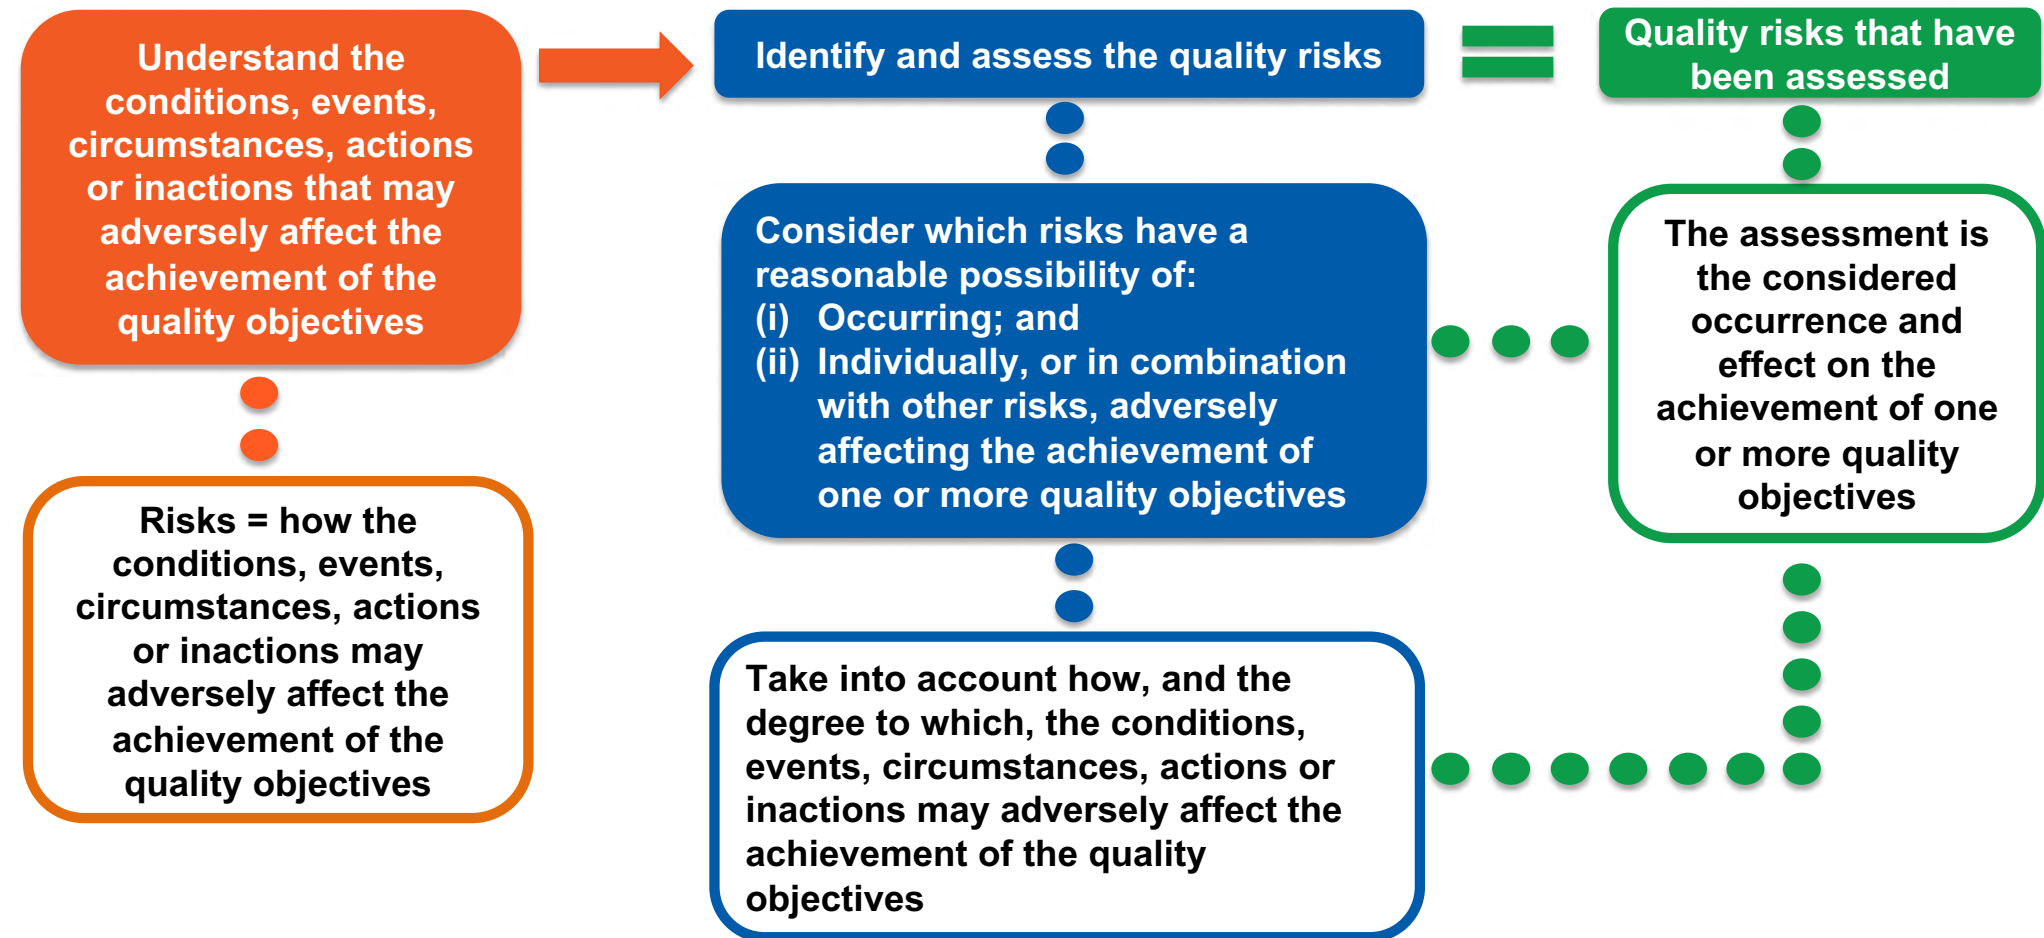 Understand the
conditions, events,
circumstances, actions
or inactions that may
adversely affect the
achievement of the
quality objectives
Risks = how the
conditions, events,
circumstances, actions
or inactions may
adversely affect the
achievement of the
quality objectives
Identify and assess the quality risks
Consider which risks have a
reasonable possibility of:
(i) Occurring; and
(ii) Individually, or in combination
with other risks, adversely
affecting the achievement of
one or more quality objectives
Take into account how, and the
degree to which, the conditions,
events, circumstances, actions or
inactions may adversely affect the
achievement of the quality
objectives
Quality risks that have
been assessed
The assessment is
the considered
occurrence and
effect on the
achievement of one
or more quality
objectives